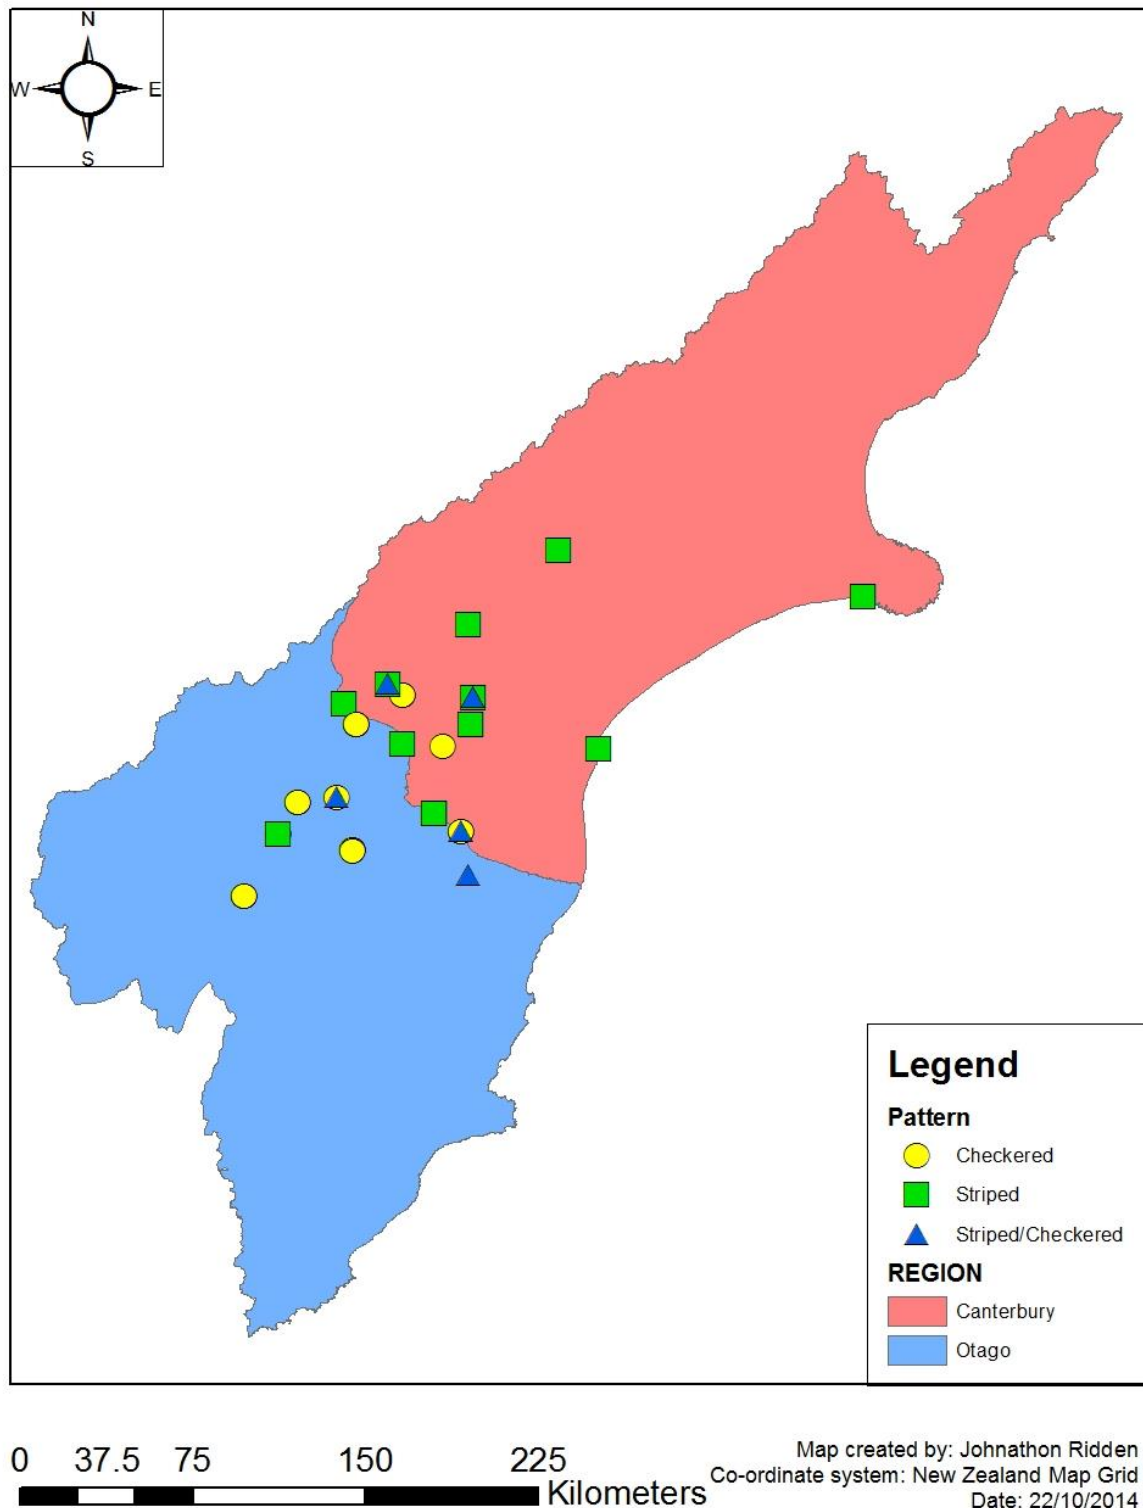 N
W E
S
Legend
Pattern
Checkered
Striped
Striped/Checkered
REGION
Canterbury
Otago
0 37.5 75 150 225
Kilometers
Map created by: Johnathon Ridden
Co-ordinate system: New Zealand Map Grid
Date: 22/10/2014